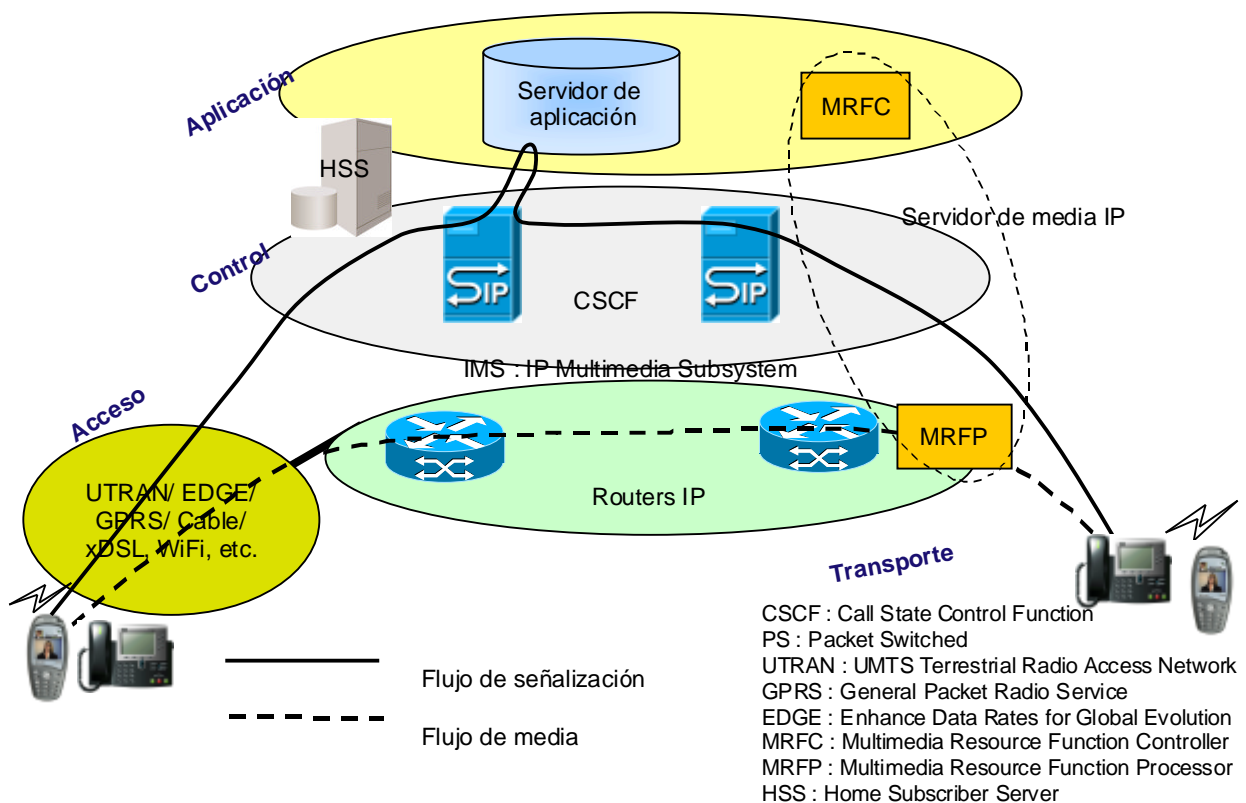 Aplicación
Servidor de
aplicación
MRFC
HSS
Servidor de media IP
Control
SIP
SIP
CSCF
IMS : IP Multimedia Subsystem
Acceso
MRFP
UTRAN/ EDGE/
GPRS/ Cable/
xDSL, WiFi, etc.
Routers IP
Transporte
Flujo de señalización
Flujo de media
CSCF : Call State Control Function
PS : Packet Switched
UTRAN : UMTS Terrestrial Radio Access Network
GPRS : General Packet Radio Service
EDGE : Enhance Data Rates for Global Evolution
MRFC : Multimedia Resource Function Controller
MRFP : Multimedia Resource Function Processor
HSS : Home Subscriber Server